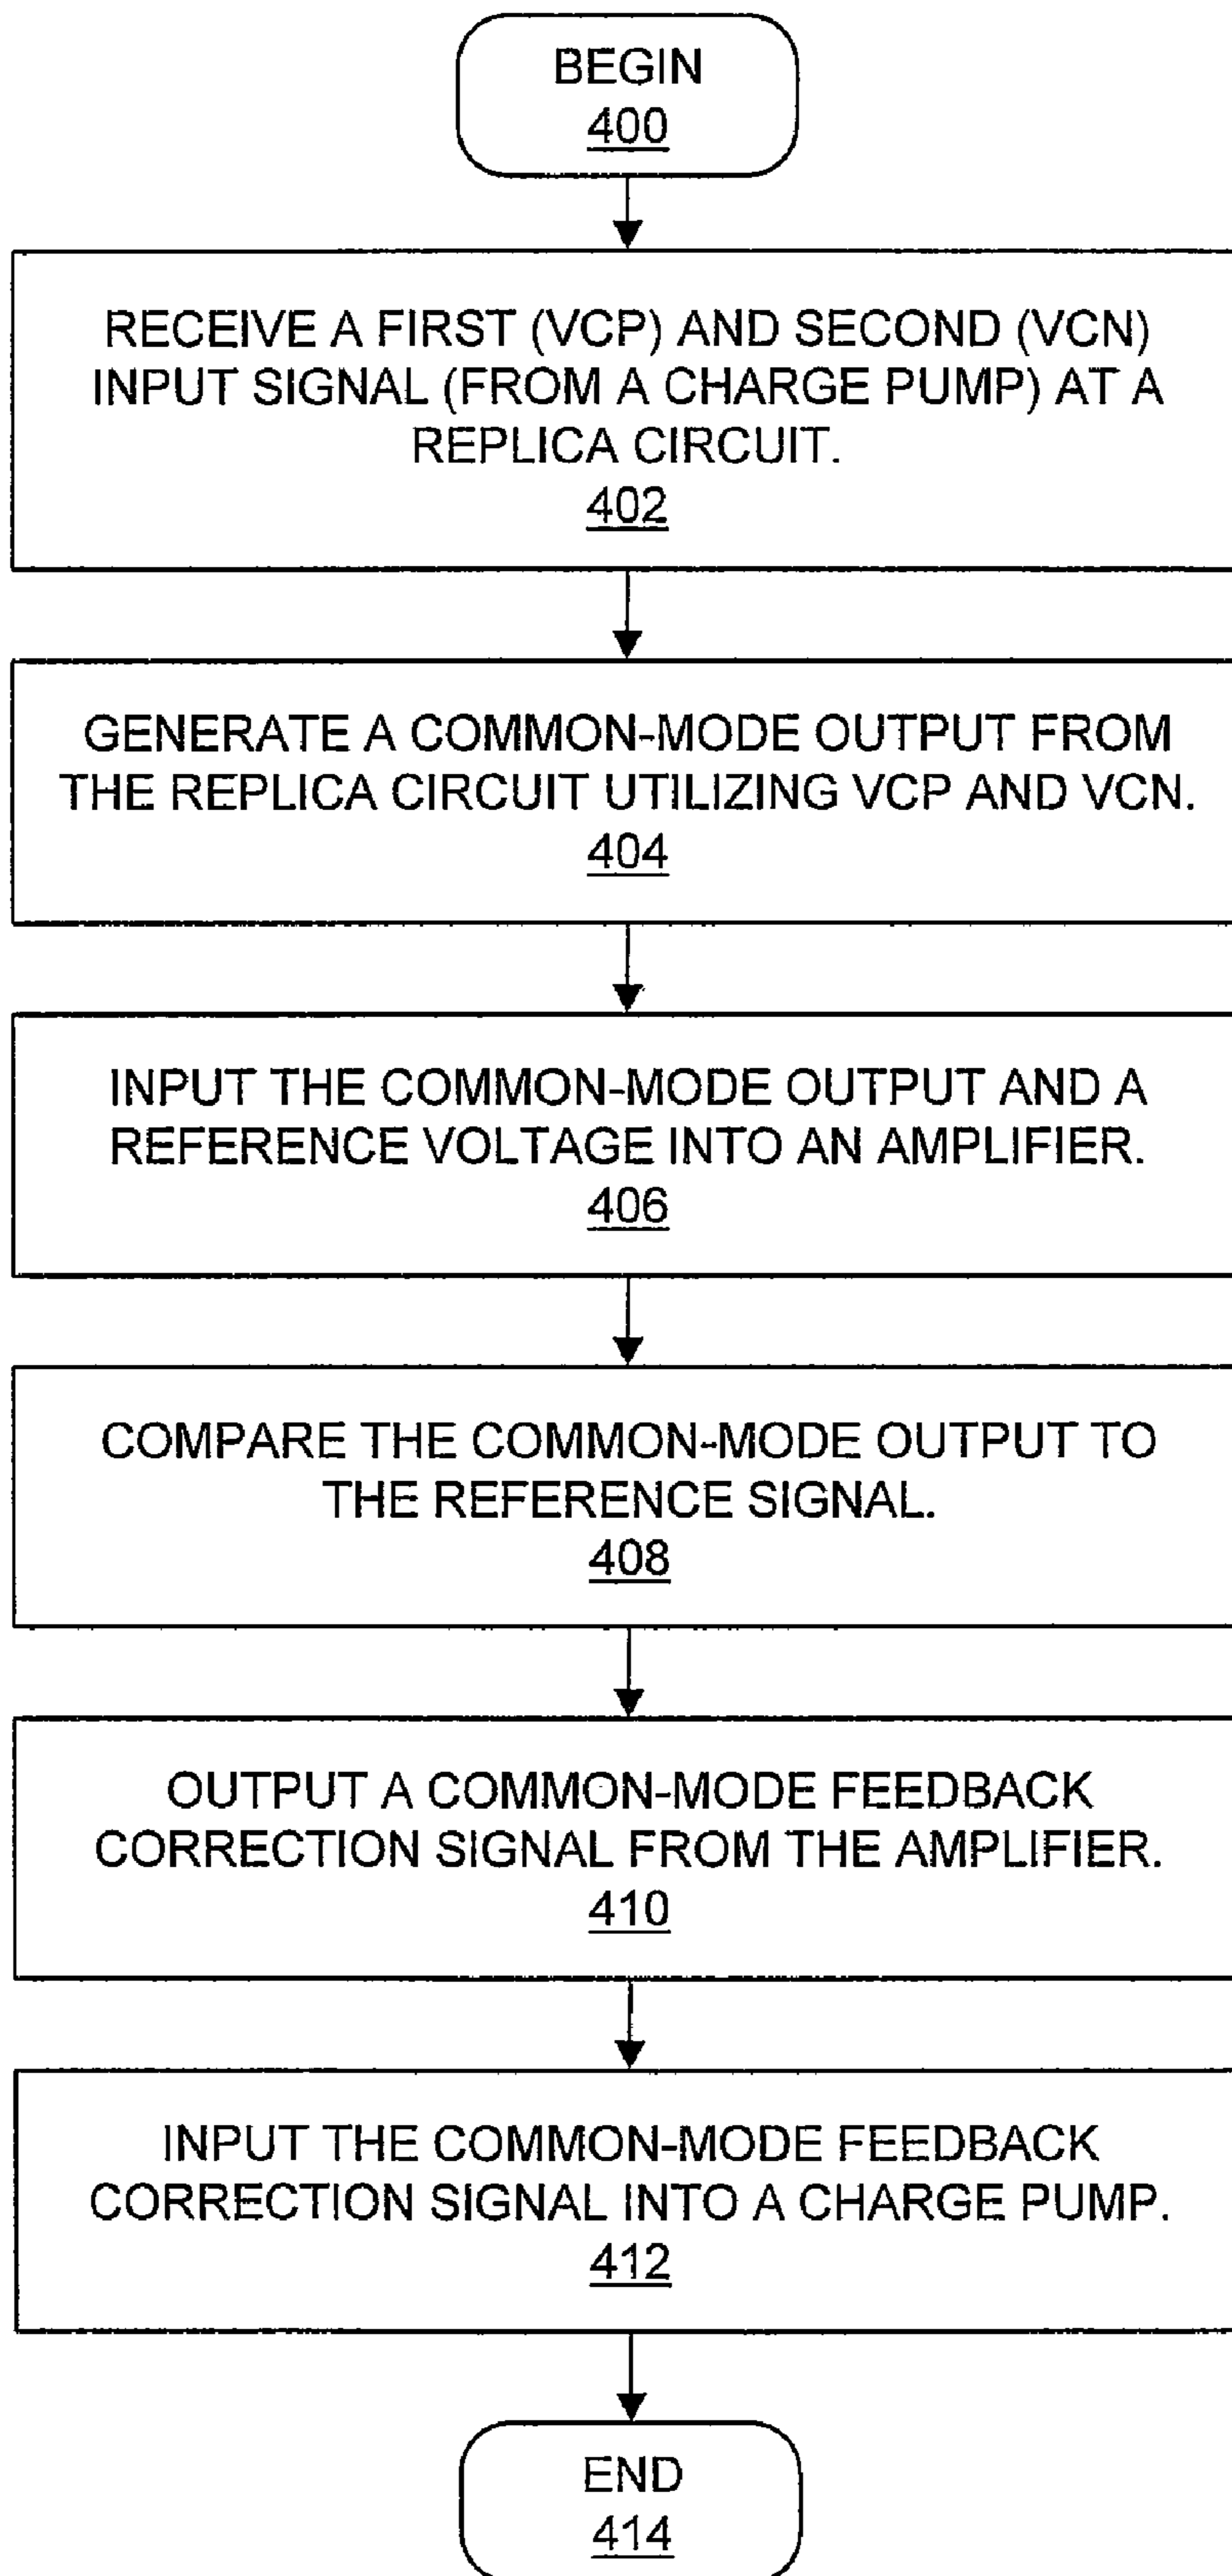 BEGIN
400
RECEIVE A FIRST (VCP) AND SECOND (VCN)
INPUT SIGNAL (FROM A CHARGE PUMP) AT A
REPLICA CIRCUIT.
402
GENERATE A COMMON-MODE OUTPUT FROM
THE REPLICA CIRCUIT UTILIZING VCP AND VCN.
404
INPUT THE COMMON-MODE OUTPUT AND A
REFERENCE VOLTAGE INTO AN AMPLIFIER.
406
COMPARE THE COMMON-MODE OUTPUT TO
THE REFERENCE SIGNAL.
408
OUTPUT A COMMON-MODE FEEDBACK
CORRECTION SIGNAL FROM THE AMPLIFIER.
410
INPUT THE COMMON-MODE FEEDBACK
CORRECTION SIGNAL INTO A CHARGE PUMP.
412
END
414